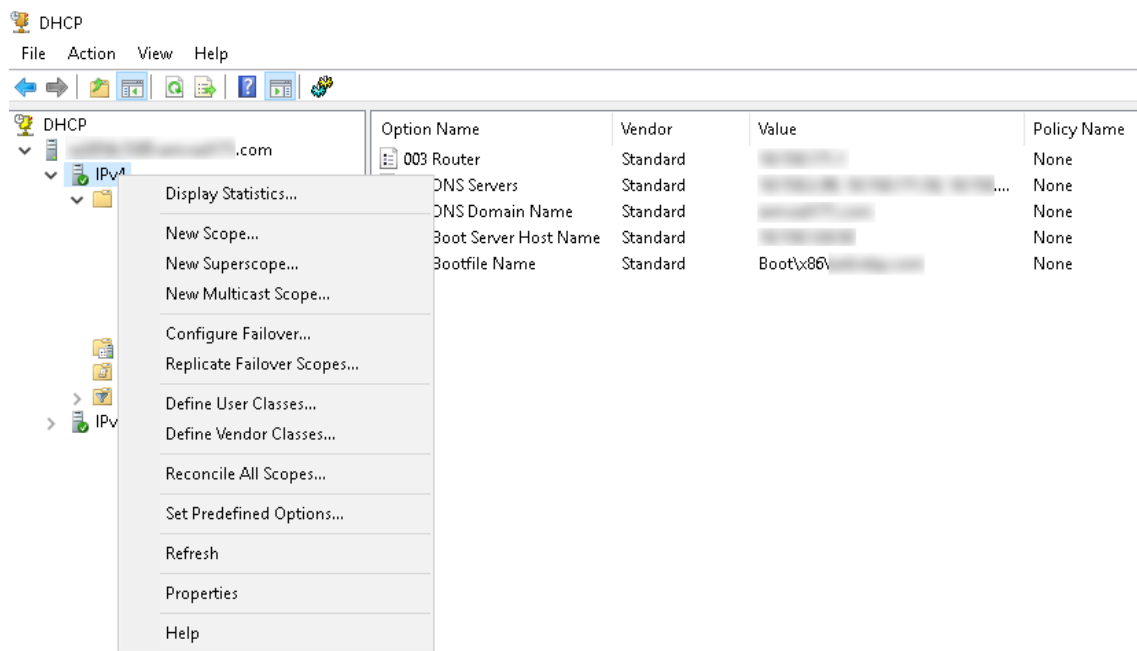 DHCP
File Action View Help
DHCP
.com
IPv4
IPv
Display Statistics...
New Scope...
New Superscope...
New Multicast Scope...
Configure Failover...
Replicate Failover Scopes...
Define User Classes...
Define Vendor Classes...
Reconcile All Scopes...
Set Predefined Options...
Refresh
Properties
Help
Option Name Vendor Value Policy Name
003 Router Standard None
DNS Servers Standard .... None
DNS Domain Name Standard None
Boot Server Host Name Standard None
Bootfile Name Standard Boot\x86\ None